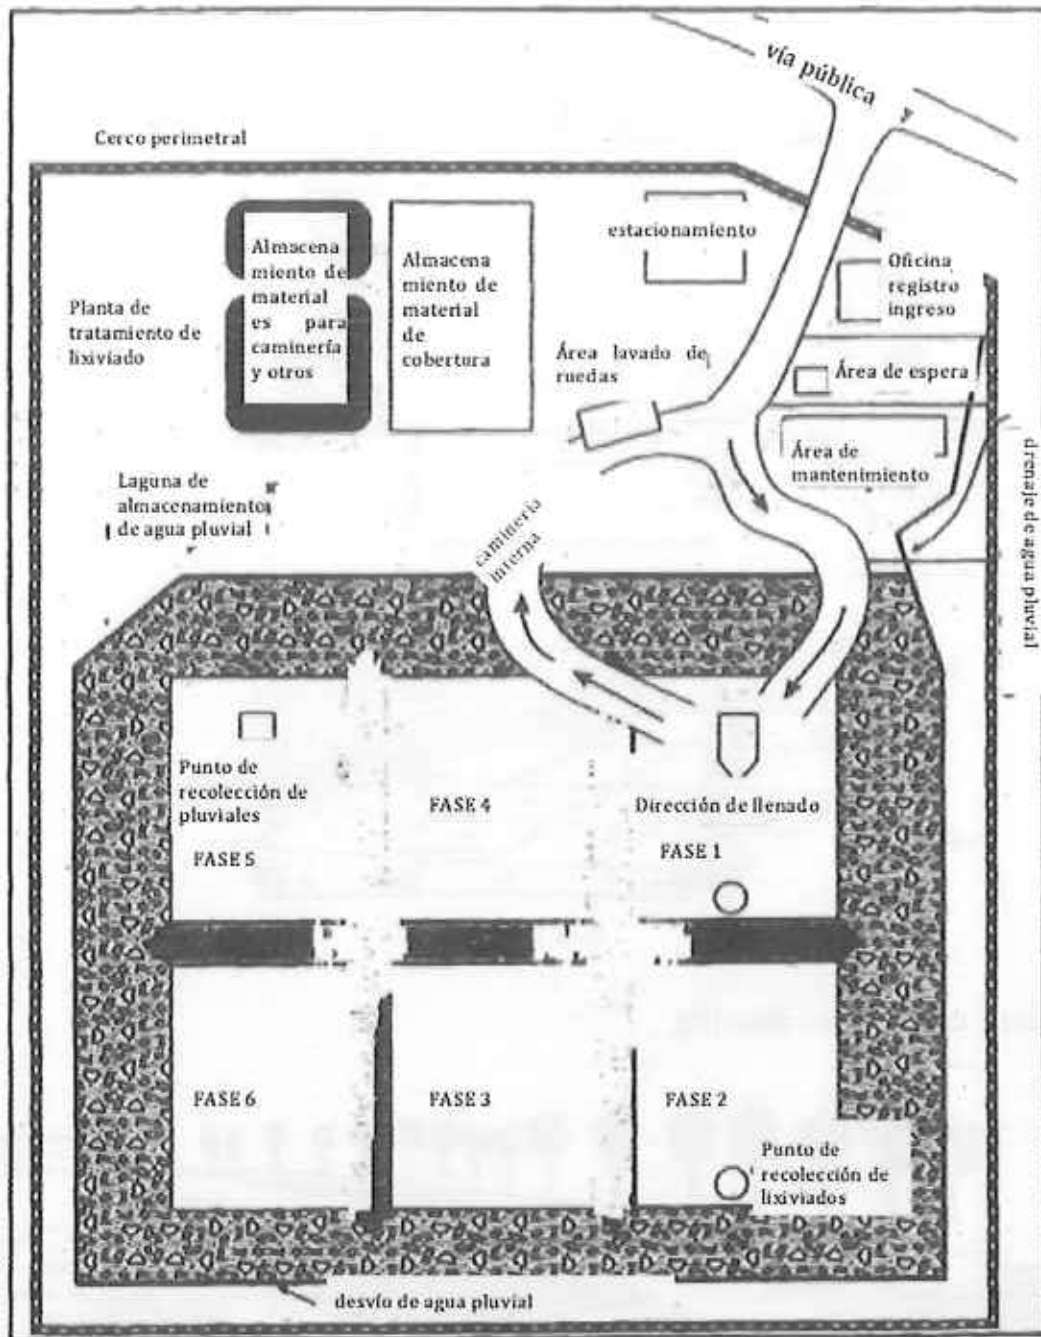 vía pública
Cerco perimetral
estacionamiento
Almacena
miento de
material
es para
caminería
y otros
Almacena
miento de
material
de
cobertura
Oficina
registro
ingreso
Planta de
tratamiento de
lixiviado
Área lavado de
ruedas
Área de espera
Área de
mantenimiento
drenaje de agua pluvial
Laguna de
almacenamiento
de agua pluvial
caminería
interna
Punto de
recolección de
pluviales
FASE 5
FASE 4
Dirección de llenado
FASE 1
FASE 6
FASE 3
FASE 2
Punto de
recolección de
lixiviados
desvío de agua pluvial